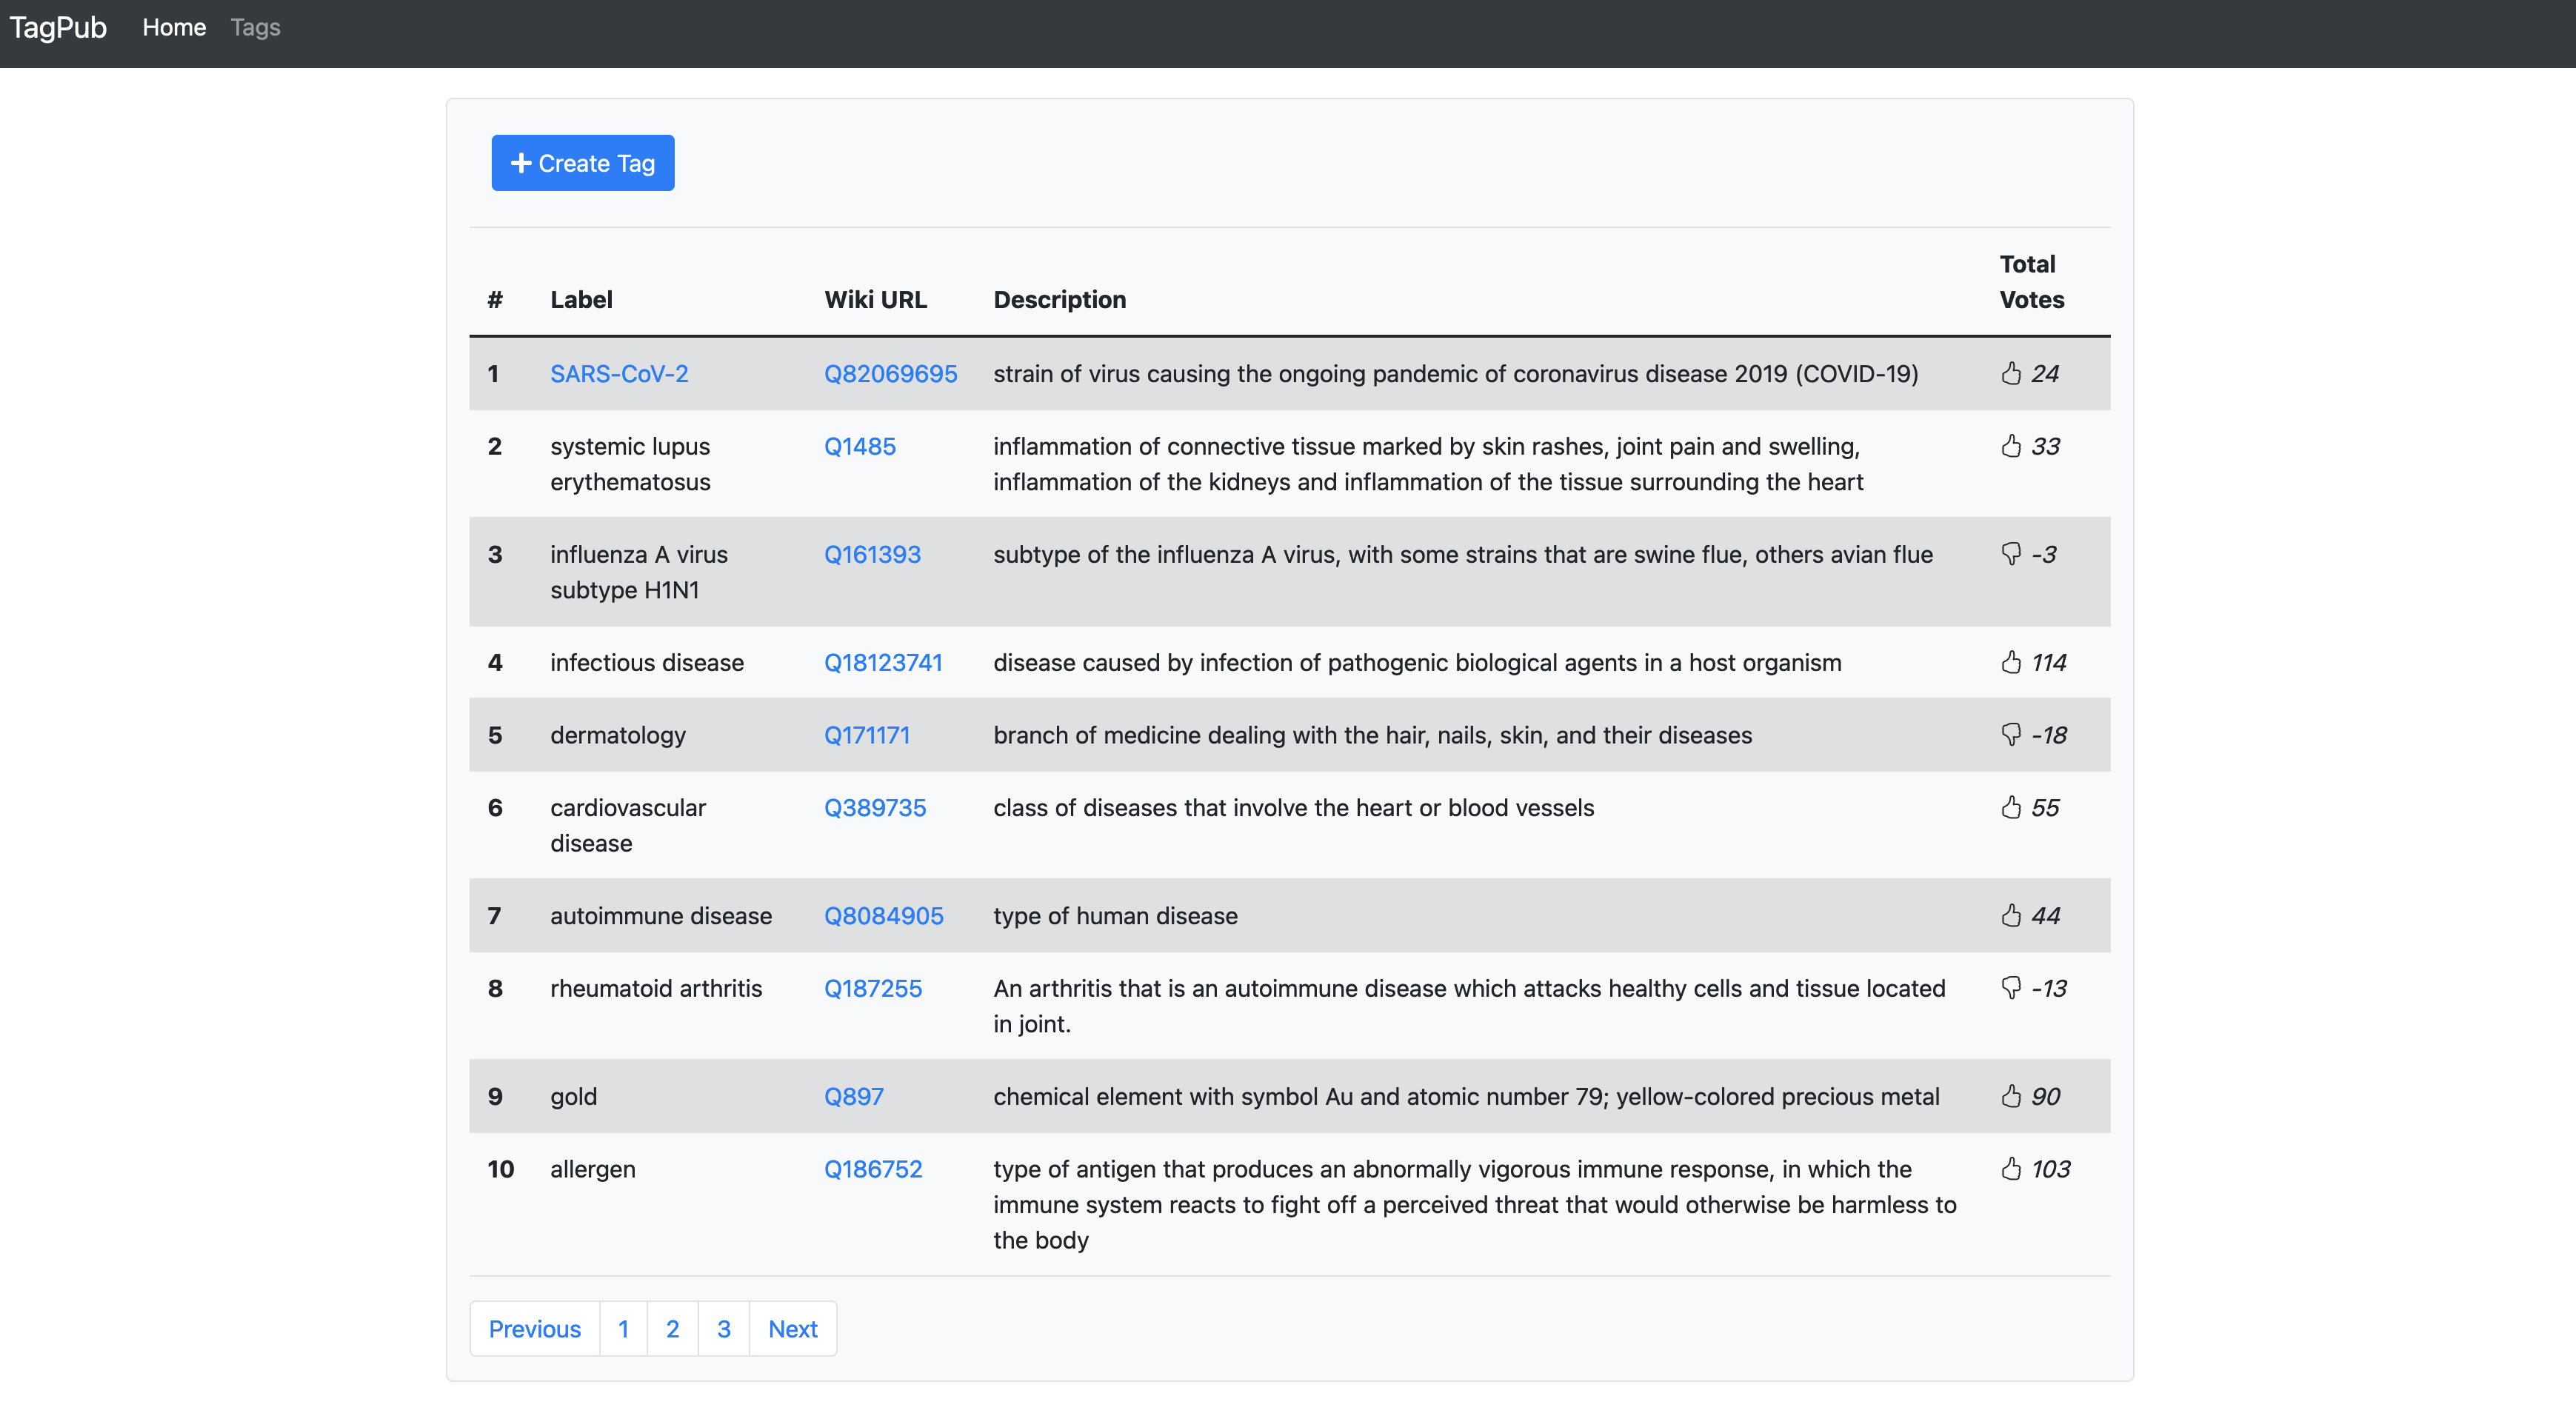 TagPub Home Tags
Create Tag
Total
# Label Wiki URL Description Votes
1 SARS-CoV-2 Q82069695 strain of virus causing the ongoing pandemic of coronavirus disease 2019 (COVID-19) 24
2 systemic lupus Q1485 inflammation of connective tissue marked by skin rashes, joint pain and swelling, 33
erythematosus inflammation of the kidneys and inflammation of the tissue surrounding the heart
3 influenza A virus Q161393 subtype of the influenza A virus, with some strains that are swine flue, others avian flue -3
subtype H1N1
4 infectious disease Q18123741 disease caused by infection of pathogenic biological agents in a host organism 114
5 dermatology Q171171 branch of medicine dealing with the hair, nails, skin, and their diseases -18
6 cardiovascular Q389735 class of diseases that involve the heart or blood vessels 55
disease
7 autoimmune disease Q8084905 type of human disease 44
8 rheumatoid arthritis Q187255 An arthritis that is an autoimmune disease which attacks healthy cells and tissue located -13
in joint.
9 gold Q897 chemical element with symbol Au and atomic number 79; yellow-colored precious metal 90
10 allergen Q186752 type of antigen that produces an abnormally vigorous immune response, in which the 103
immune system reacts to fight off a perceived threat that would otherwise be harmless to
the body
Previous 1 2 3 Next